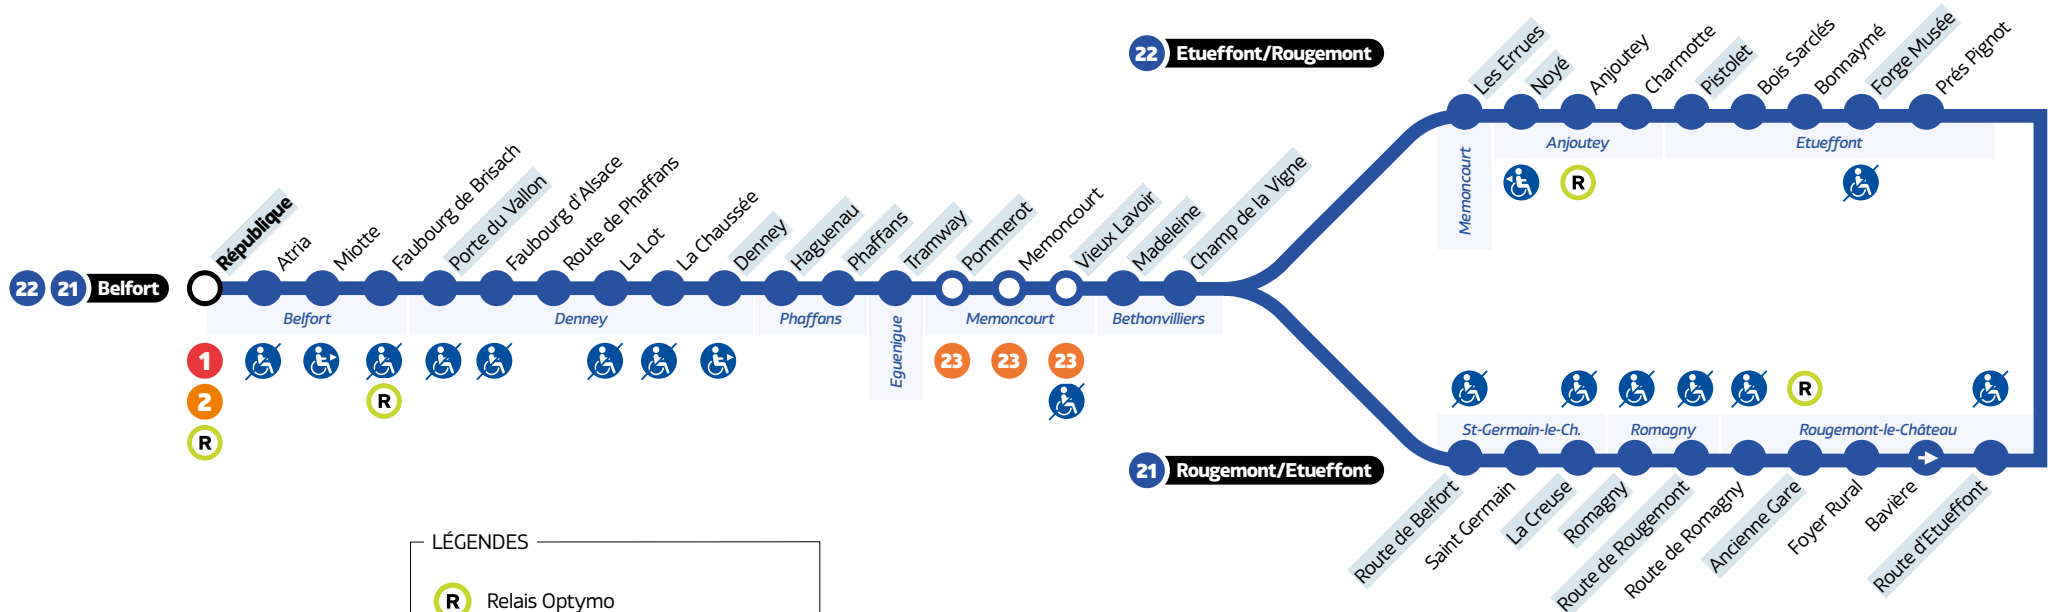 22 Etueffont/Rougemont
Les Errues
Noyé
Anjoutey
Charmotte
Pistolet
Bois Sarclés
Bonnaymé
Forge Musée
Prés Pignot
Memoncourt
Anjoutey
Etueffont
R
22 21 Belfort
République
Atria
Miotte
Faubourg de Brisach
Porte du Vallon
Faubourg d'Alsace
Route de Phaffans
La Lot
La Chaussée
Denney
Haguenau
Phaffans
Tramway
Pommerot
Memoncourt
Vieux Lavoir
Madeleine
Champ de la Vigne
Belfort
Denney
Phaffans
Eguenigue
Memoncourt
Bethonvilliers
1
2
R
R
23
23
23
R
St-Germain-le-Ch.
Romagny
Rougemont-le-Château
21 Rougemont/Etueffont
Route de Belfort
Saint Germain
La Creuse
Romagny
Route de Rougemont
Route de Romagny
Ancienne Gare
Foyer Rural
Bavière
Route d'Etueffont
LÉGENDES
R Relais Optymo